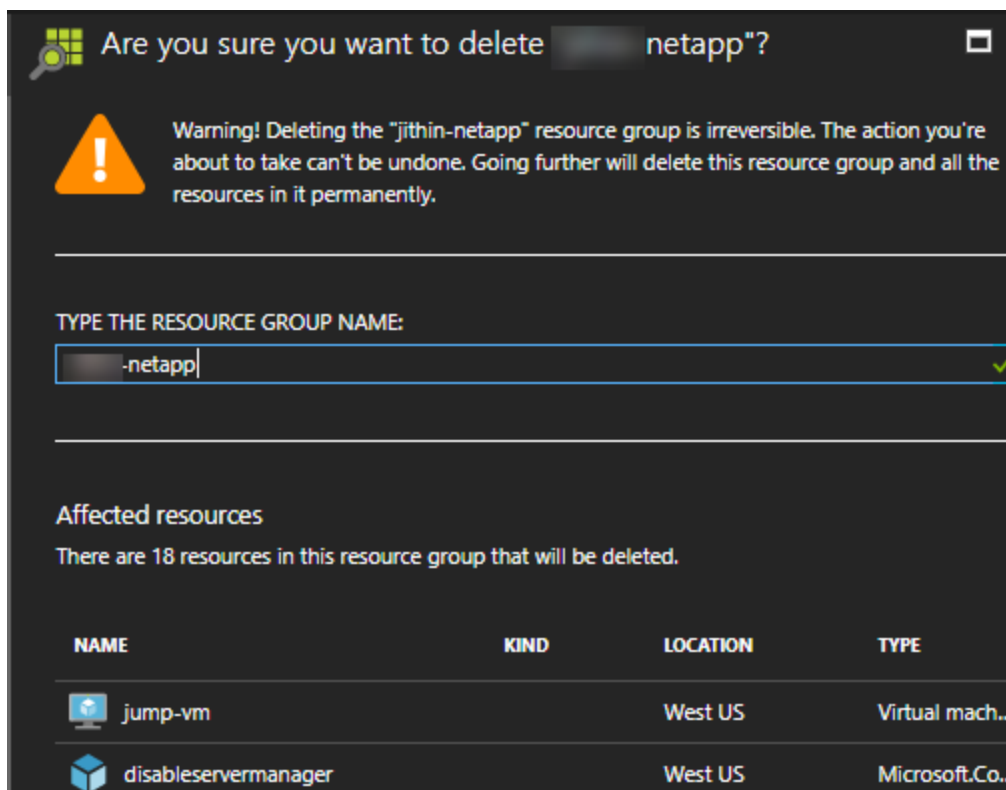 Are you sure you want to delete netapp"?
Warning! Deleting the "jithin-netapp" resource group is irreversible. The action you're
about to take can't be undone. Going further will delete this resource group and all the
resources in it permanently.
TYPE THE RESOURCE GROUP NAME:
-netapp
Affected resources
There are 18 resources in this resource group that will be deleted.
NAME KIND LOCATION TYPE
jump-vm West US Virtual mach..
disableservermanager West US Microsoft.Co..